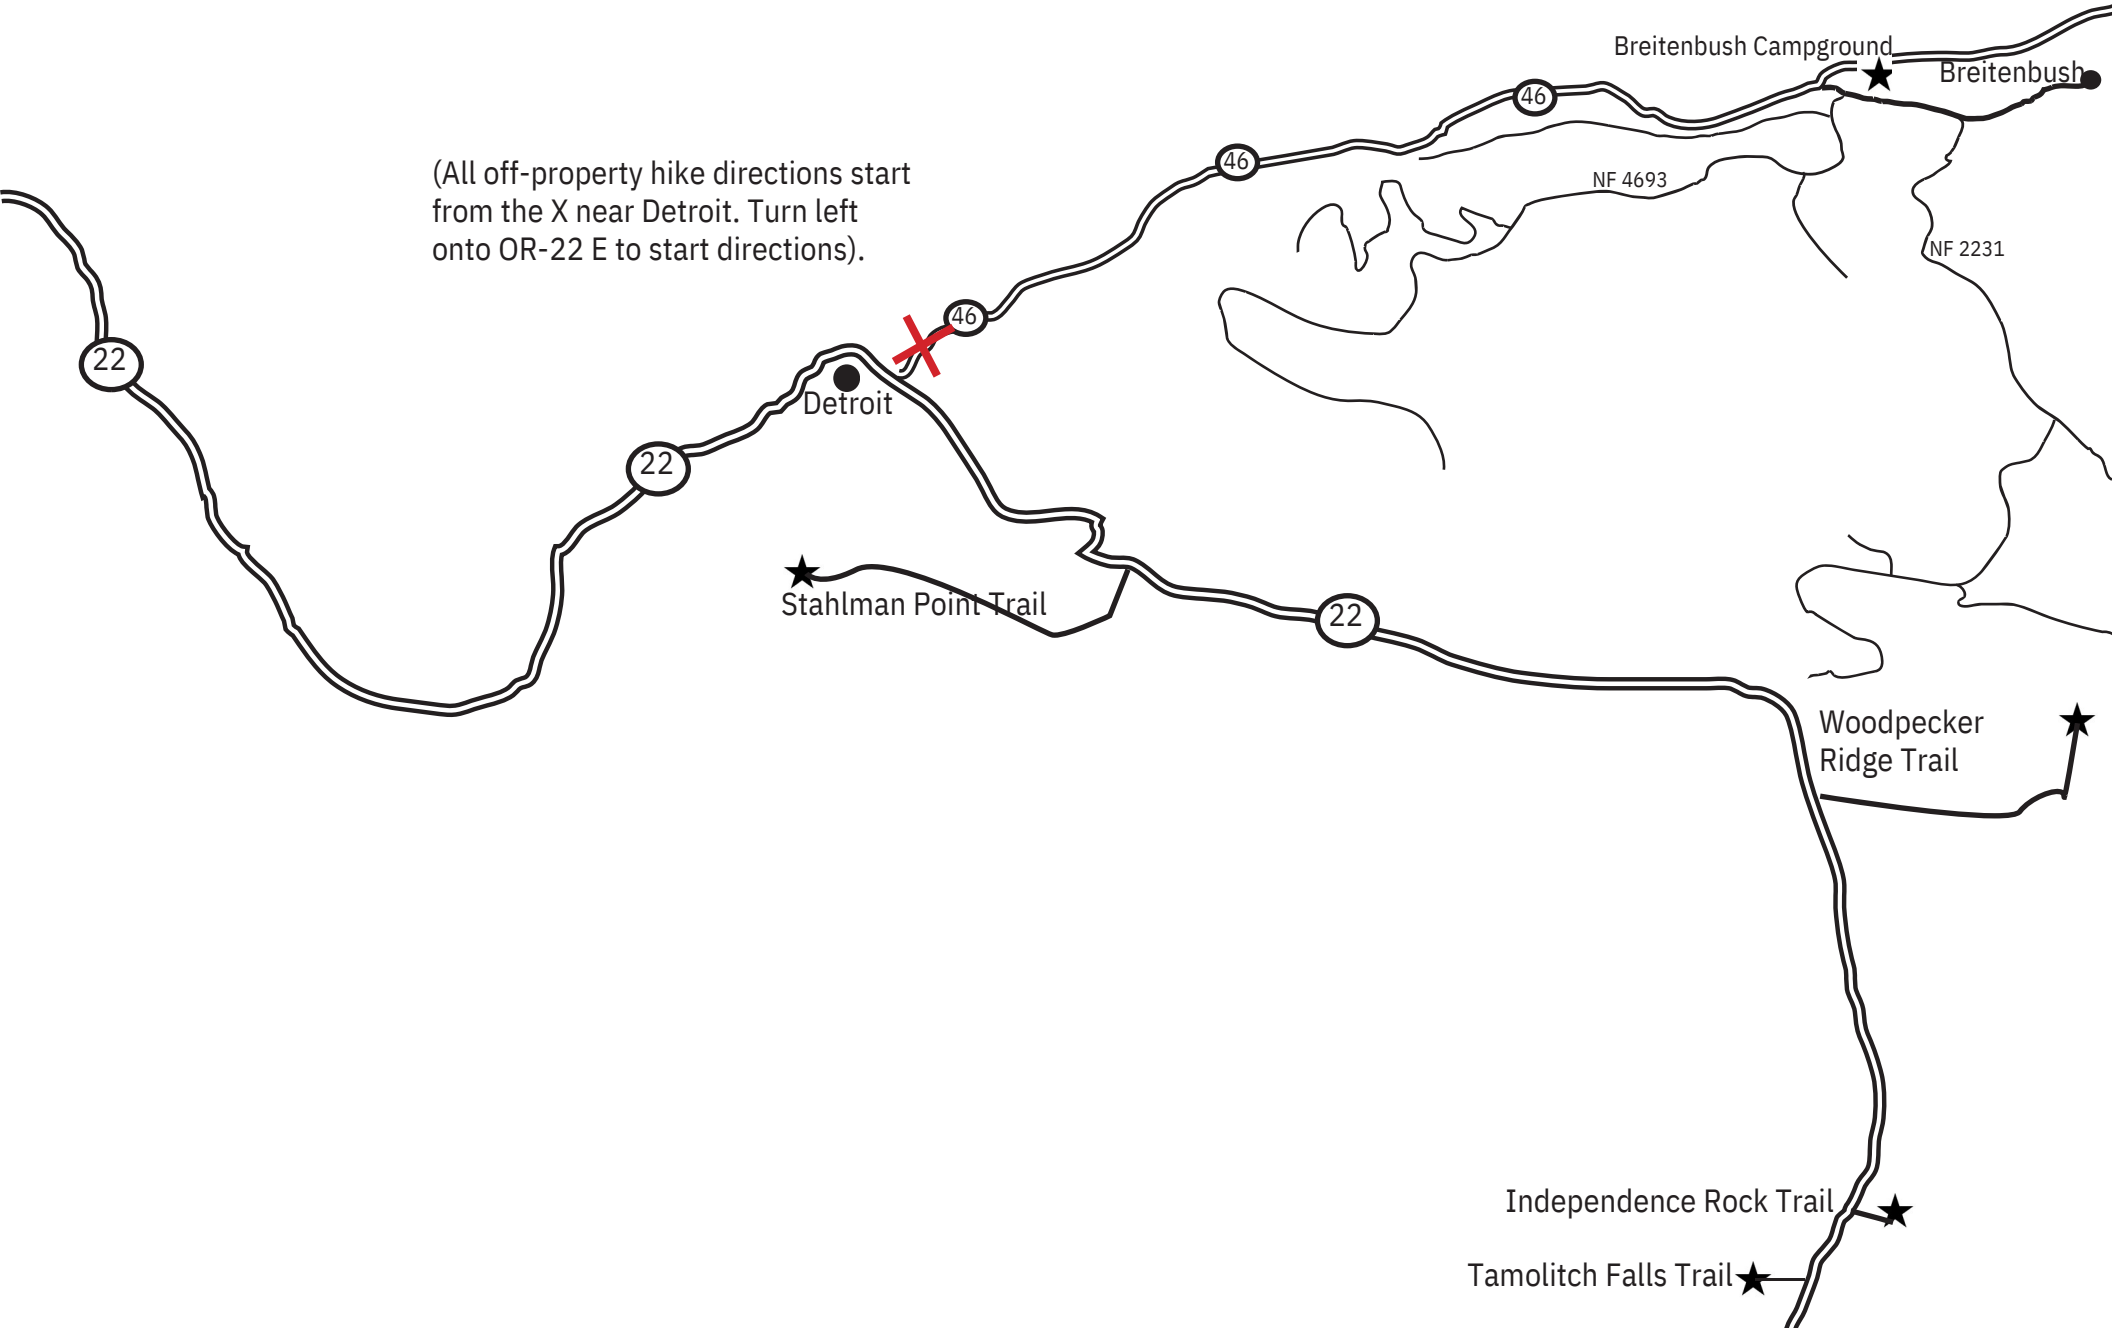 Breitenbush Campground
Breitenbush
46
46
(All off-property hike directions start
from the X near Detroit. Turn left
onto OR-22 E to start directions).
NF 4693
NF 2231
46
22
Detroit
22
Stahlman Point Trail
22
Woodpecker
Ridge Trail
Independence Rock Trail
Tamolitch Falls Trail